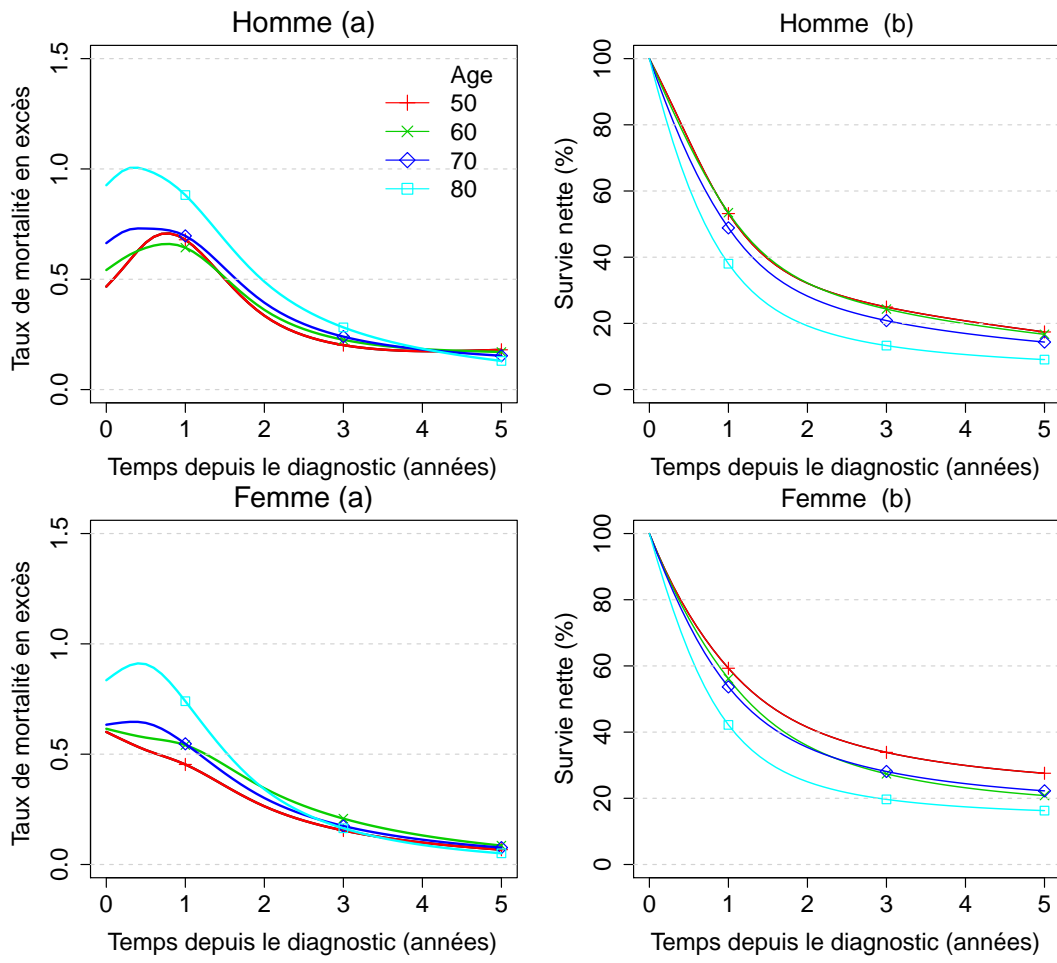 Homme (a)
Taux de mortalité en excès
0.0 0.5 1.0 1.5
Age
50
60
70
80
0 1 2 3 4 5
Temps depuis le diagnostic (années)
Homme (b)
Survie nette (%)
0 20 40 60 80 100
0 1 2 3 4 5
Temps depuis le diagnostic (années)
Femme (a)
Taux de mortalité en excès
0.0 0.5 1.0 1.5
0 1 2 3 4 5
Temps depuis le diagnostic (années)
Femme (b)
Survie nette (%)
0 20 40 60 80 100
0 1 2 3 4 5
Temps depuis le diagnostic (années)